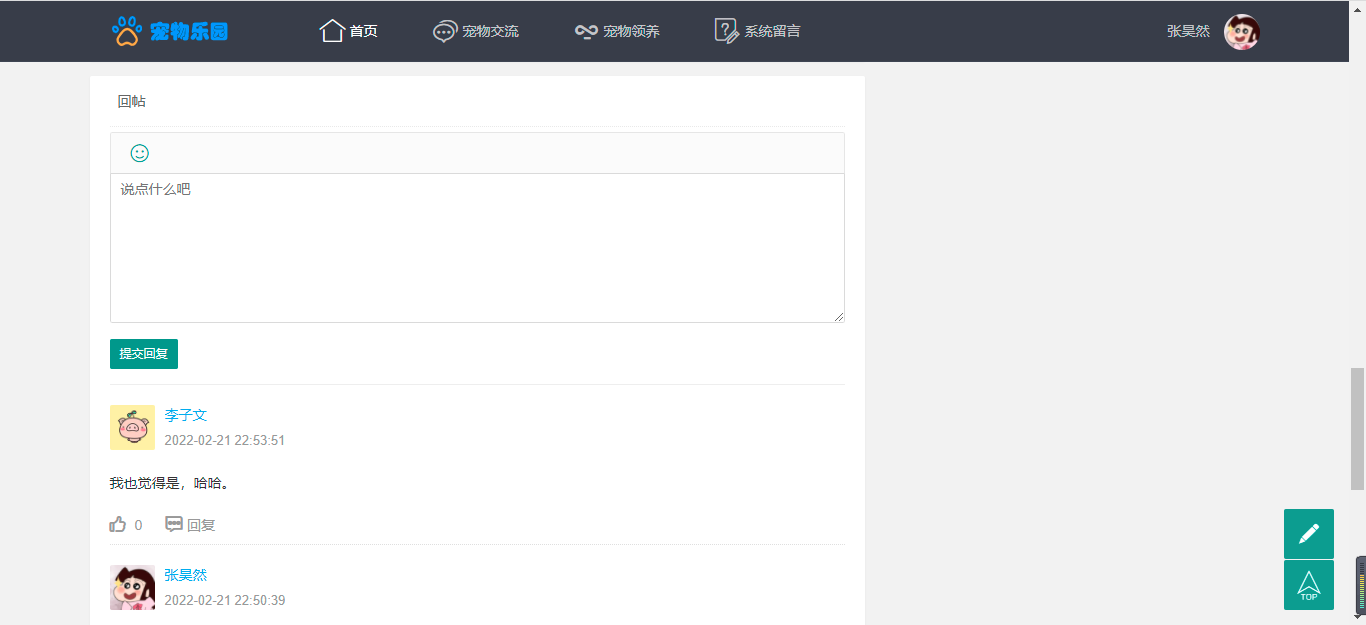 宠物乐园 首页 宠物交流 宠物领养 系统留言 张昊然
回帖
说点什么吧
提交回复
李子文
2022-02-21 22:53:51
我也觉得是，哈哈。
0 回复
张昊然
2022-02-21 22:50:39
TOP